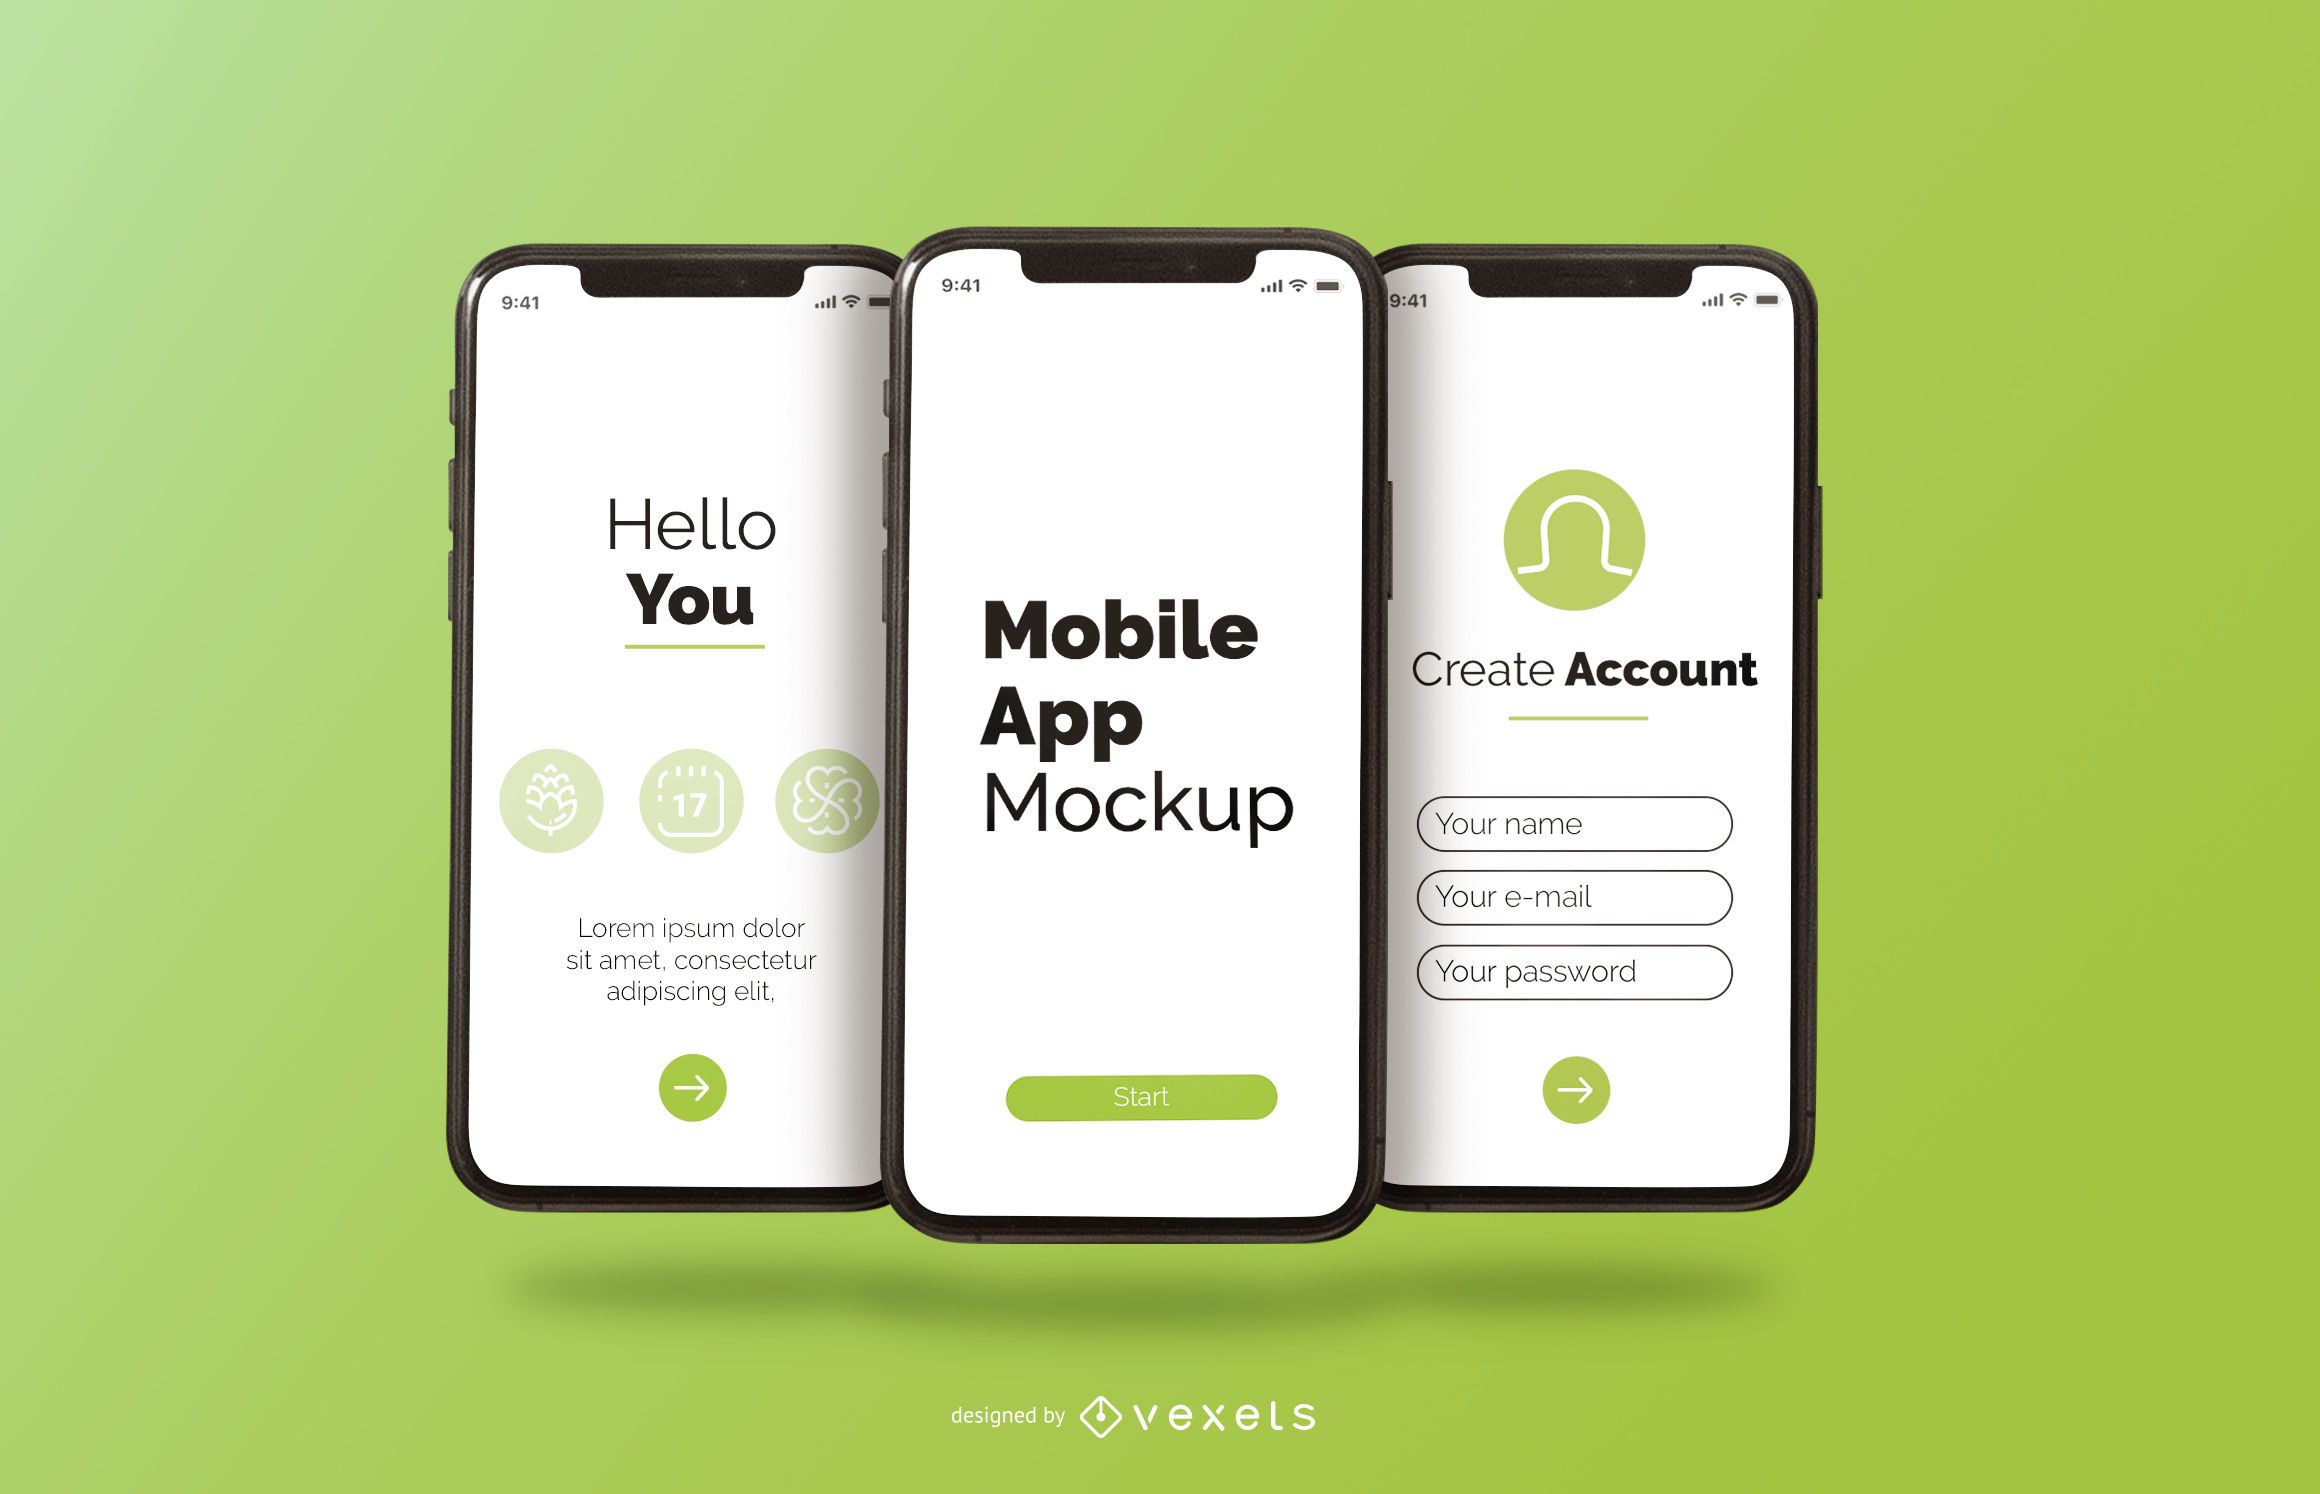 9:41
Hello
You
17
Lorem ipsum dolor
sit amet, consectetur
adipiscing elit,
9:41
Mobile
App
Mockup
Start
9:41
Create Account
Your name
Your e-mail
Your password
designed by vexels